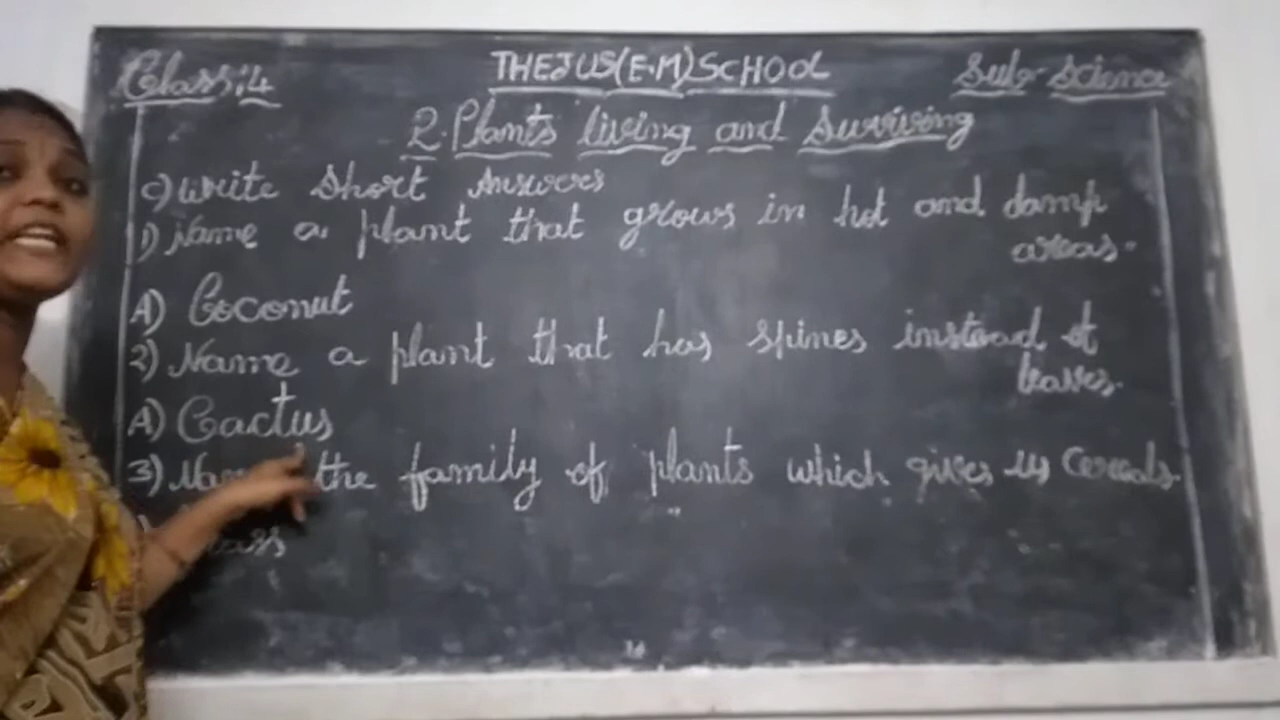 Class:4 THEJUS(E.M)SCHOOL Sub-Science
2. Plants living and Surviving
c) Write Short Answers
1) Name a plant that grows in hot and damp
areas.
A) Coconut
2) Name a plant that has spines instead of
leaves.
A) Cactus
3) Name the family of plants which gives us Cereals.